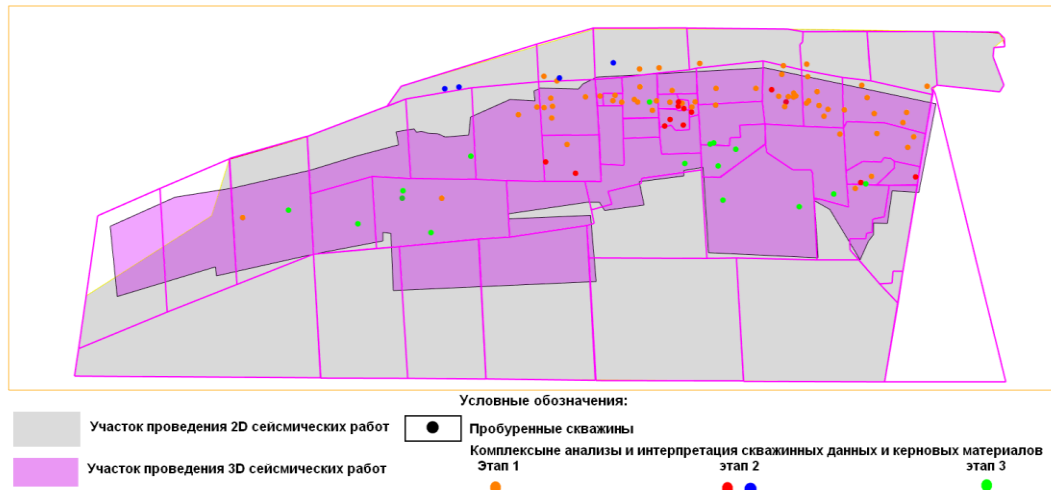 Условные обозначения:
Участок проведения 2D сейсмических работ
Пробуренные скважины
Участок проведения 3D сейсмических работ
Комплексыне анализы и интерпретация скважинных данных и керновых материалов
Этап 1
этап 2
этап 3